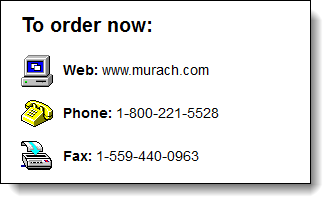 To order now:
Web: www.murach.com
Phone: 1-800-221-5528
Fax: 1-559-440-0963